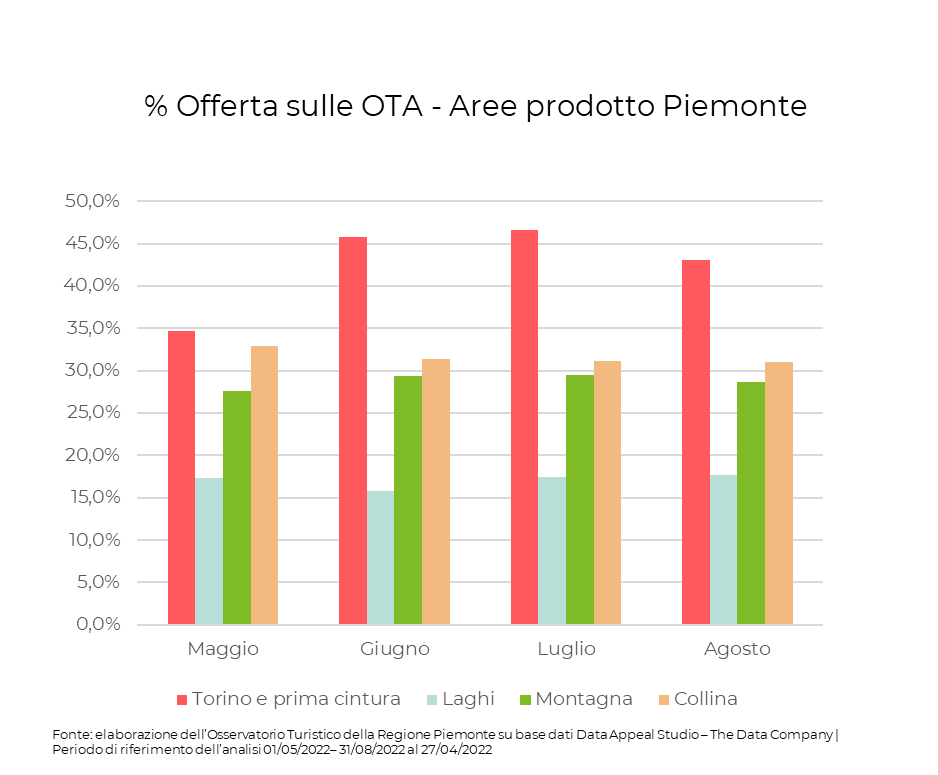 % Offerta sulle OTA - Aree prodotto Piemonte
50,0%
45,0%
40,0%
35,0%
30,0%
25,0%
20,0%
15,0%
10,0%
5,0%
0,0%
Maggio Giugno Luglio Agosto
Torino e prima cintura Laghi Montagna Collina
Fonte: elaborazione dell'Osservatorio Turistico della Regione Piemonte su base dati Data Appeal Studio – The Data Company |
Periodo di riferimento dell'analisi 01/05/2022– 31/08/2022 al 27/04/2022